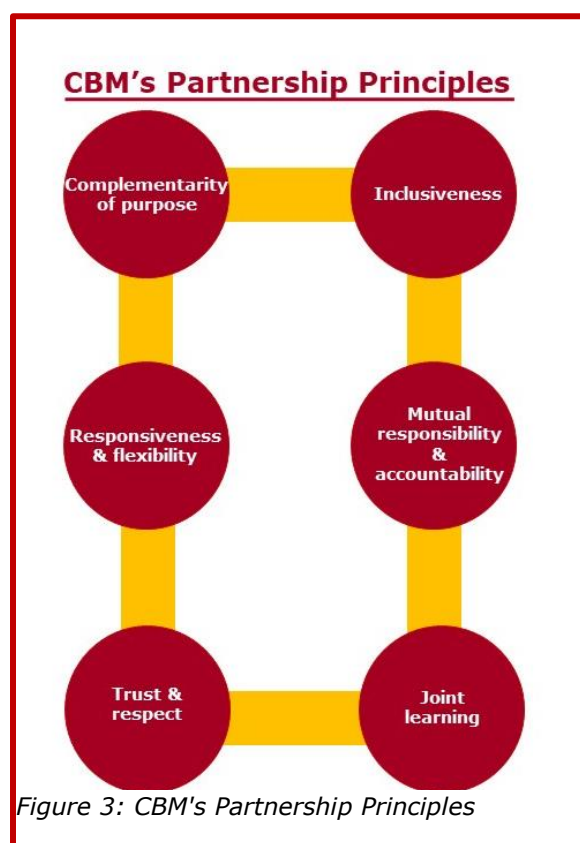 CBM’s Partnership Principles
Complementarity
of purpose
Inclusiveness
Responsiveness
& flexibility
Mutual
responsibility
&
accountability
Trust &
respect
Joint
learning
Figure 3: CBM's Partnership Principles